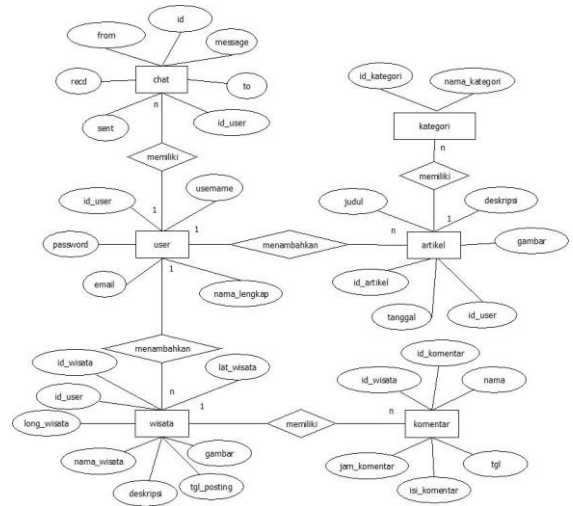 id
from
message
recd
chat
to
n
sent
id_user
memiliki
id_kategori
nama_kategori
kategori
n
memiliki
1
id_user
username
1
password
user
1
menambahkan
n
judul
1
deskripsi
artikel
gambar
email
nama_lengkap
id_artikel
tanggal
id_user
menambahkan
id_wisata
lat_wisata
id_user
n
long_wisata
wisata
1
memiliki
n
komentar
id_komentar
id_wisata
nama
nama_wisata
gambar
deskripsi
tgl_posting
jam_komentar
isi_komentar
tgl
1